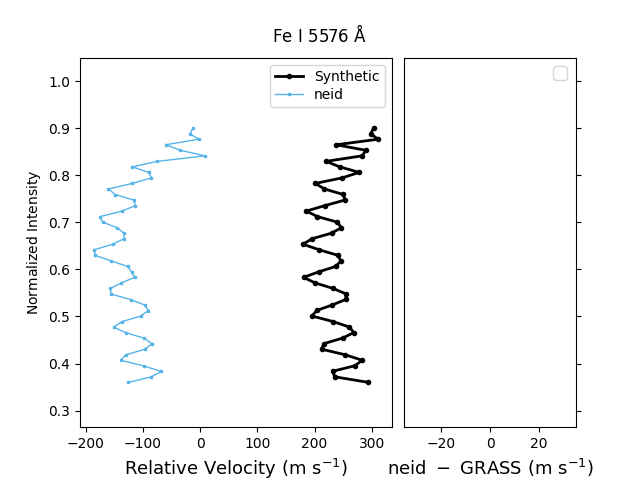 Fe I 5576 Å
Synthetic
neid
1.0
0.9
0.8
0.7
0.6
0.5
0.4
0.3
Normalized Intensity
−200 −100 0 100 200 300
−20 0 20
Relative Velocity (m s⁻¹)
neid − GRASS (m s⁻¹)